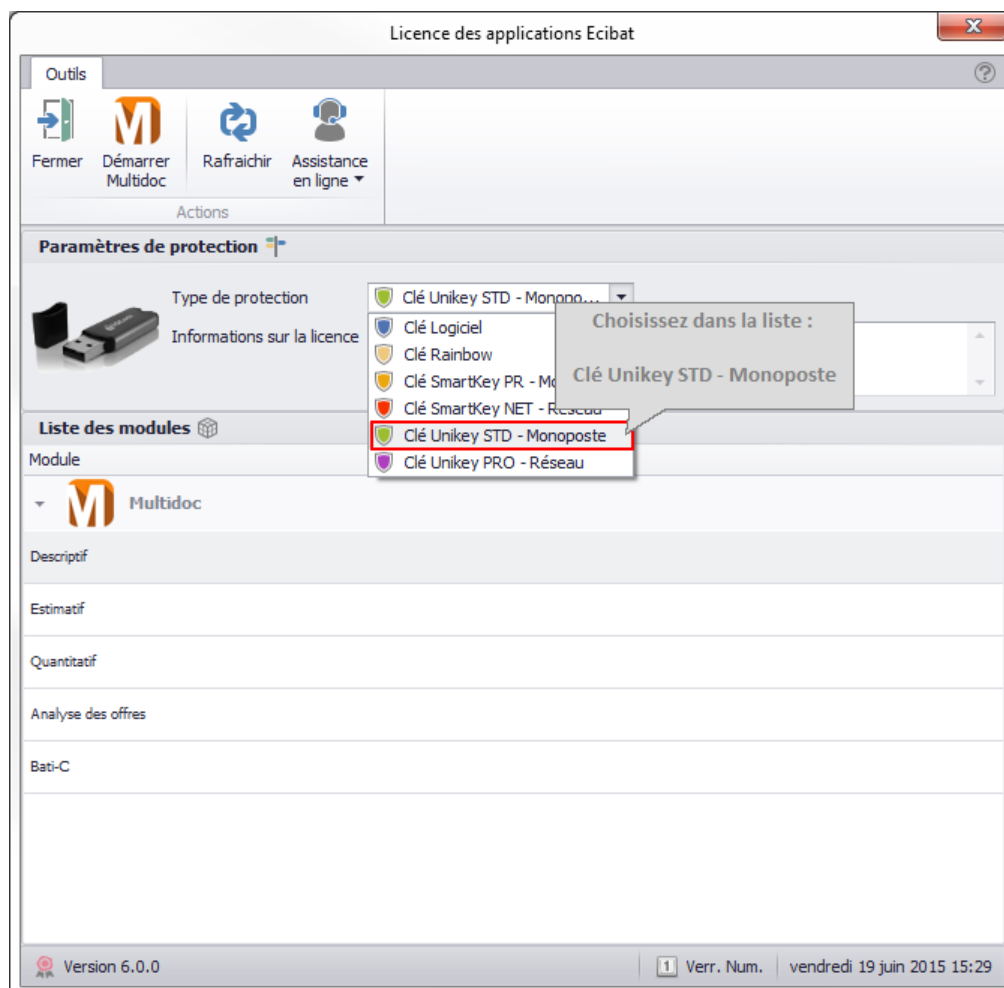 Licence des applications Ecibat
Outils
Fermer
Démarrer
Multidoc
Rafraichir
Assistance
en ligne
Actions
Paramètres de protection
Type de protection
Clé Unikey STD - Monopo...
Informations sur la licence
Clé Logiciel
Clé Rainbow
Clé SmartKey PR - Mo
Clé SmartKey NET - Réseau
Clé Unikey STD - Monoposte
Clé Unikey PRO - Réseau
Choisissez dans la liste :
Clé Unikey STD - Monoposte
Liste des modules
Module
Multidoc
Descriptif
Estimatif
Quantitatif
Analyse des offres
Bati-C
Version 6.0.0
1 Verr. Num.
vendredi 19 juin 2015 15:29